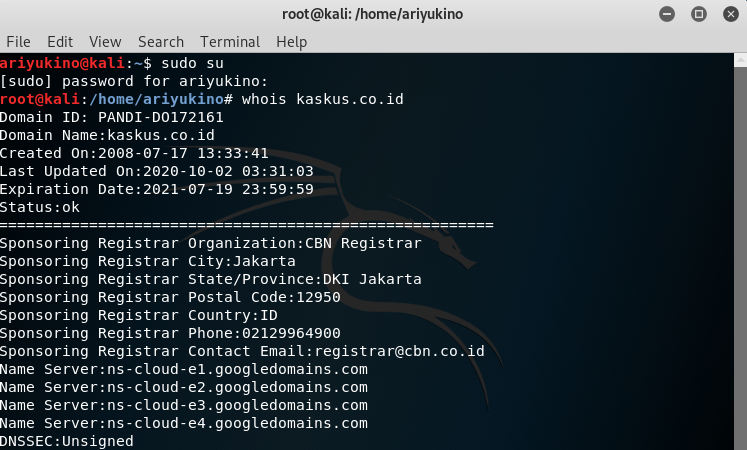 root@kali: /home/ariyukino
File Edit View Search Terminal Help
ariyukino@kali:~$ sudo su
[sudo] password for ariyukino:
root@kali:/home/ariyukino# whois kaskus.co.id
Domain ID: PANDI-DO172161
Domain Name:kaskus.co.id
Created On:2008-07-17 13:33:41
Last Updated On:2020-10-02 03:31:03
Expiration Date:2021-07-19 23:59:59
Status:ok
=======================================================
Sponsoring Registrar Organization:CBN Registrar
Sponsoring Registrar City:Jakarta
Sponsoring Registrar State/Province:DKI Jakarta
Sponsoring Registrar Postal Code:12950
Sponsoring Registrar Country:ID
Sponsoring Registrar Phone:02129964900
Sponsoring Registrar Contact Email:registrar@cbn.co.id
Name Server:ns-cloud-e1.googledomains.com
Name Server:ns-cloud-e2.googledomains.com
Name Server:ns-cloud-e3.googledomains.com
Name Server:ns-cloud-e4.googledomains.com
DNSSEC:Unsigned